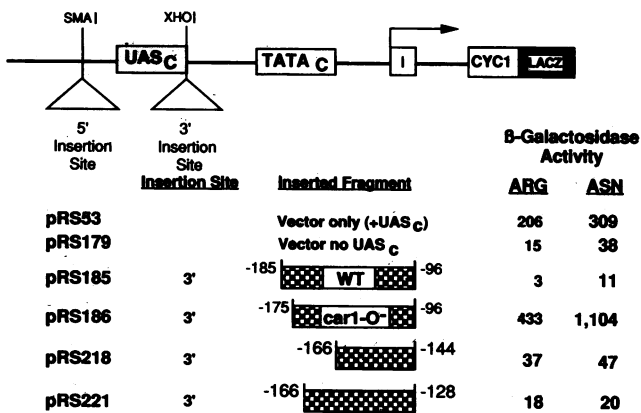 SMAI XHOI
UASC TATAC I CYC1 LACZ
5' Insertion Site
3' Insertion Site
β-Galactosidase Activity
Insertion Site Inserted Fragment ARG ASN
pRS53 Vector only (+UASC) 206 309
pRS179 Vector no UASC 15 38
pRS185 3' -185 WT -96 3 11
pRS186 3' -175 car1-O⁻ -96 433 1,104
pRS218 3' -166 -144 37 47
pRS221 3' -166 -128 18 20